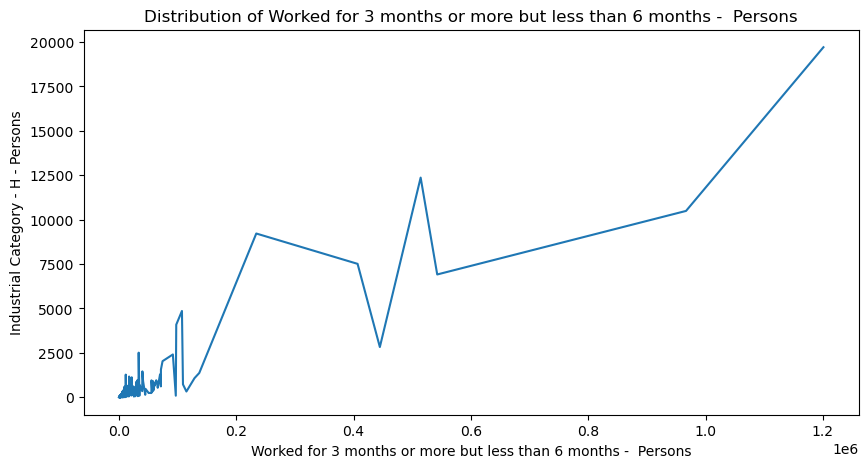 Distribution of Worked for 3 months or more but less than 6 months -  Persons
Industrial Category - H - Persons
20000
17500
15000
12500
10000
7500
5000
2500
0
0.0 0.2 0.4 0.6 0.8 1.0 1.2
1e6
Worked for 3 months or more but less than 6 months -  Persons